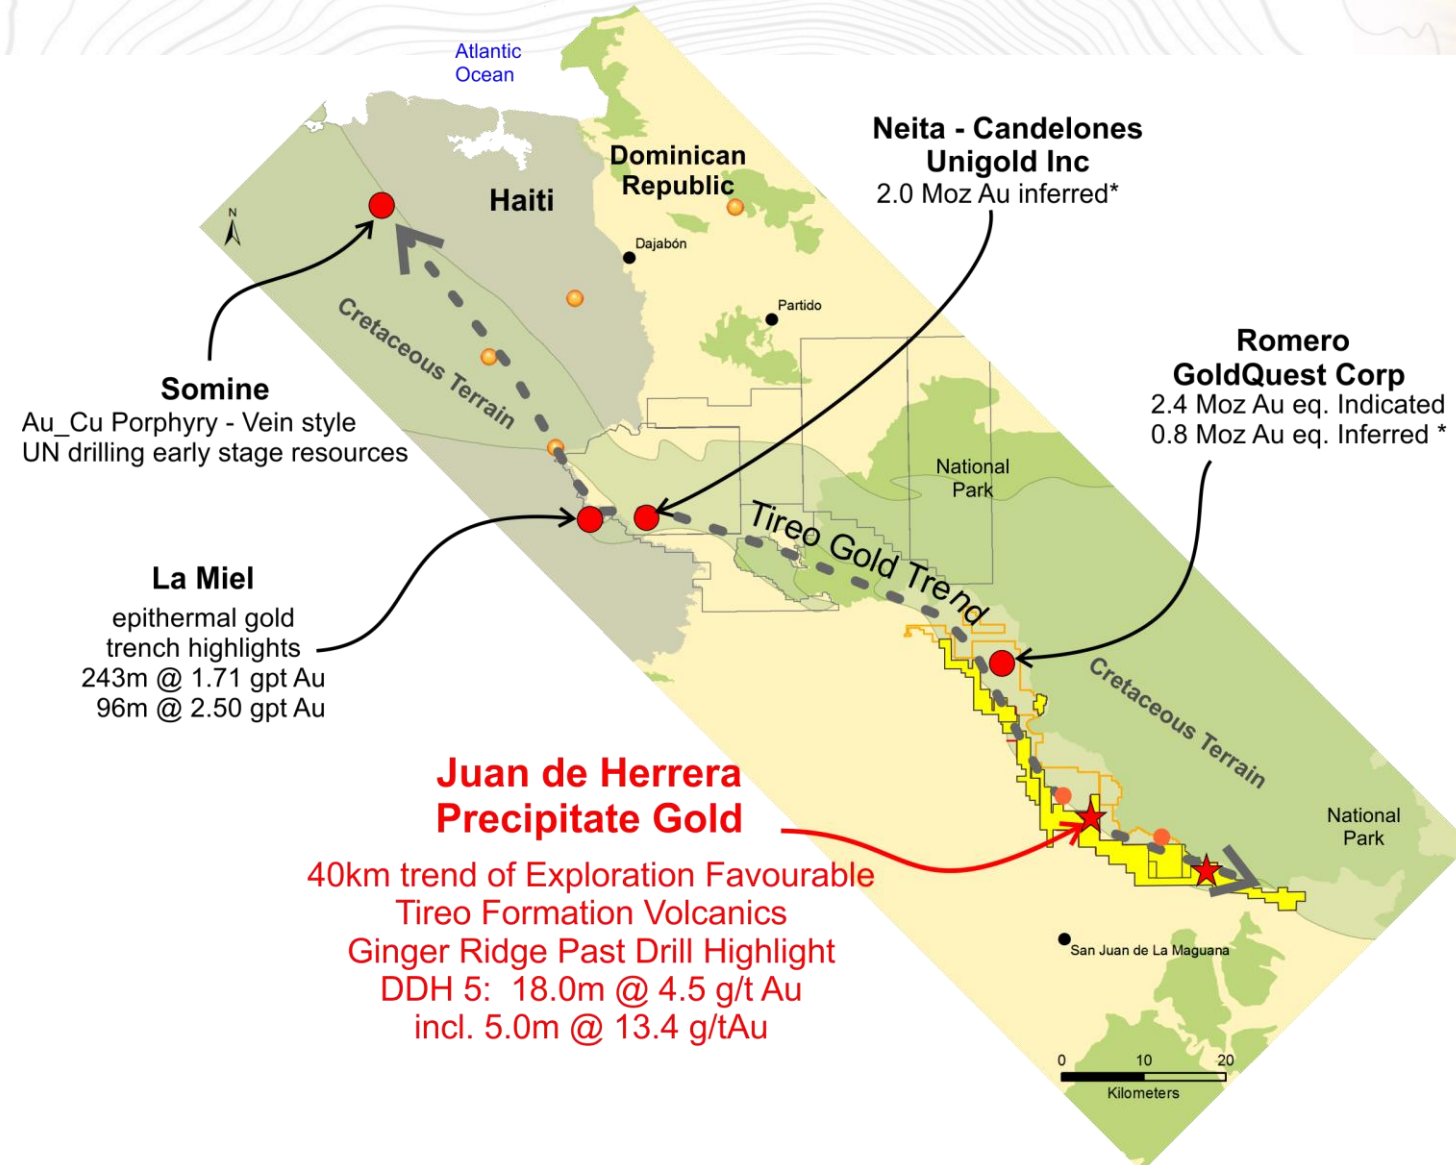 Atlantic
Ocean
Neita - Candelones
Unigold Inc
2.0 Moz Au inferred*
Dominican
Republic
Haiti
N
Dajabón
Partido
Cretaceous Terrain
Romero
GoldQuest Corp
2.4 Moz Au eq. Indicated
0.8 Moz Au eq. Inferred *
Somine
Au_Cu Porphyry - Vein style
UN drilling early stage resources
National
Park
Tireo Gold Trend
La Miel
epithermal gold
trench highlights
243m @ 1.71 gpt Au
96m @ 2.50 gpt Au
Cretaceous Terrain
Juan de Herrera
Precipitate Gold
40km trend of Exploration Favourable
Tireo Formation Volcanics
Ginger Ridge Past Drill Highlight
DDH 5: 18.0m @ 4.5 g/t Au
incl. 5.0m @ 13.4 g/tAu
National
Park
San Juan de La Maguana
0 10 20
Kilometers